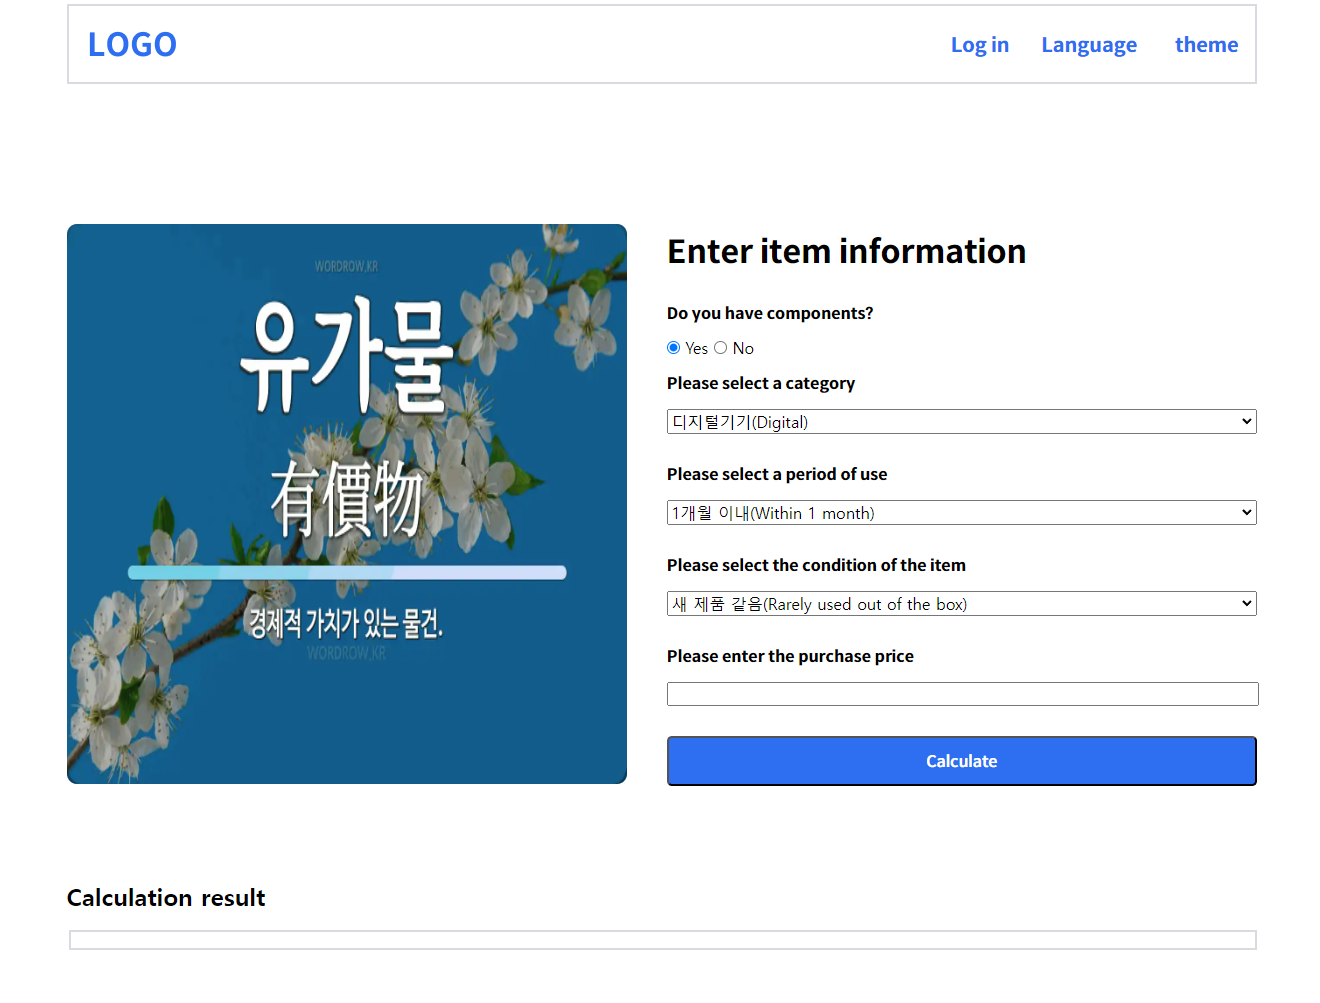 LOGO
Log in Language theme
WORDROW.KR
유가물
有價物
경제적 가치가 있는 물건.
WORDROW.KR
Enter item information
Do you have components?
Yes No
Please select a category
디지털기기(Digital)
Please select a period of use
1개월 이내(Within 1 month)
Please select the condition of the item
새 제품 같음(Rarely used out of the box)
Please enter the purchase price
Calculate
Calculation result